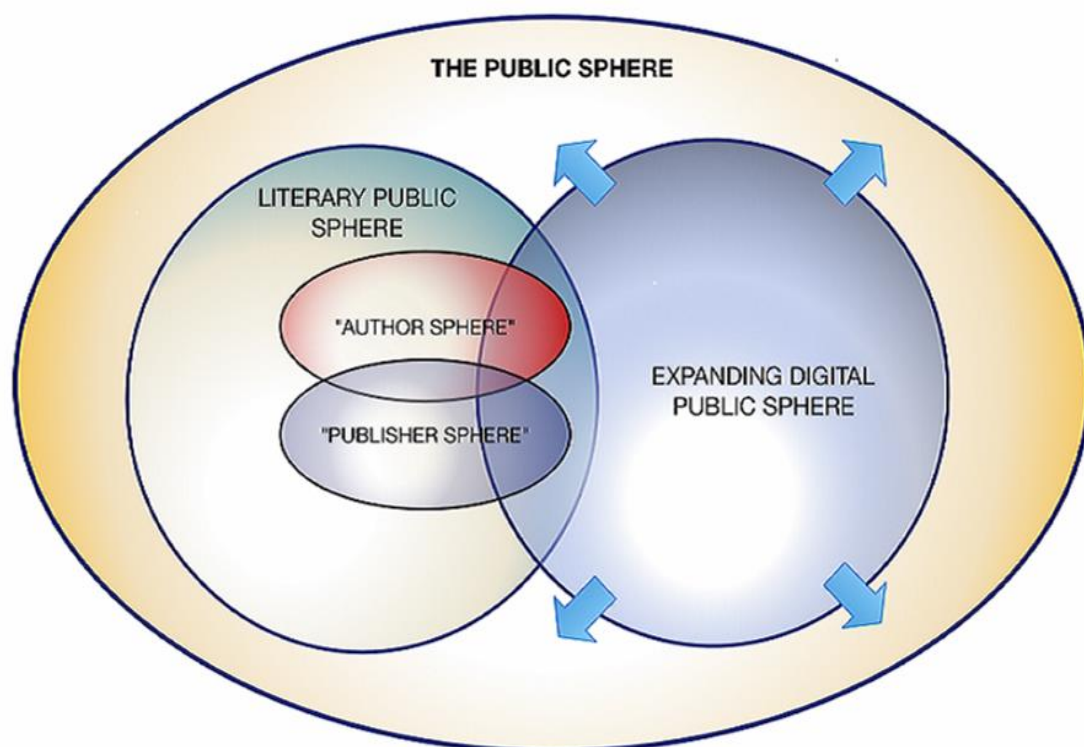 THE PUBLIC SPHERE
LITERARY PUBLIC
SPHERE
"AUTHOR SPHERE"
"PUBLISHER SPHERE"
EXPANDING DIGITAL
PUBLIC SPHERE